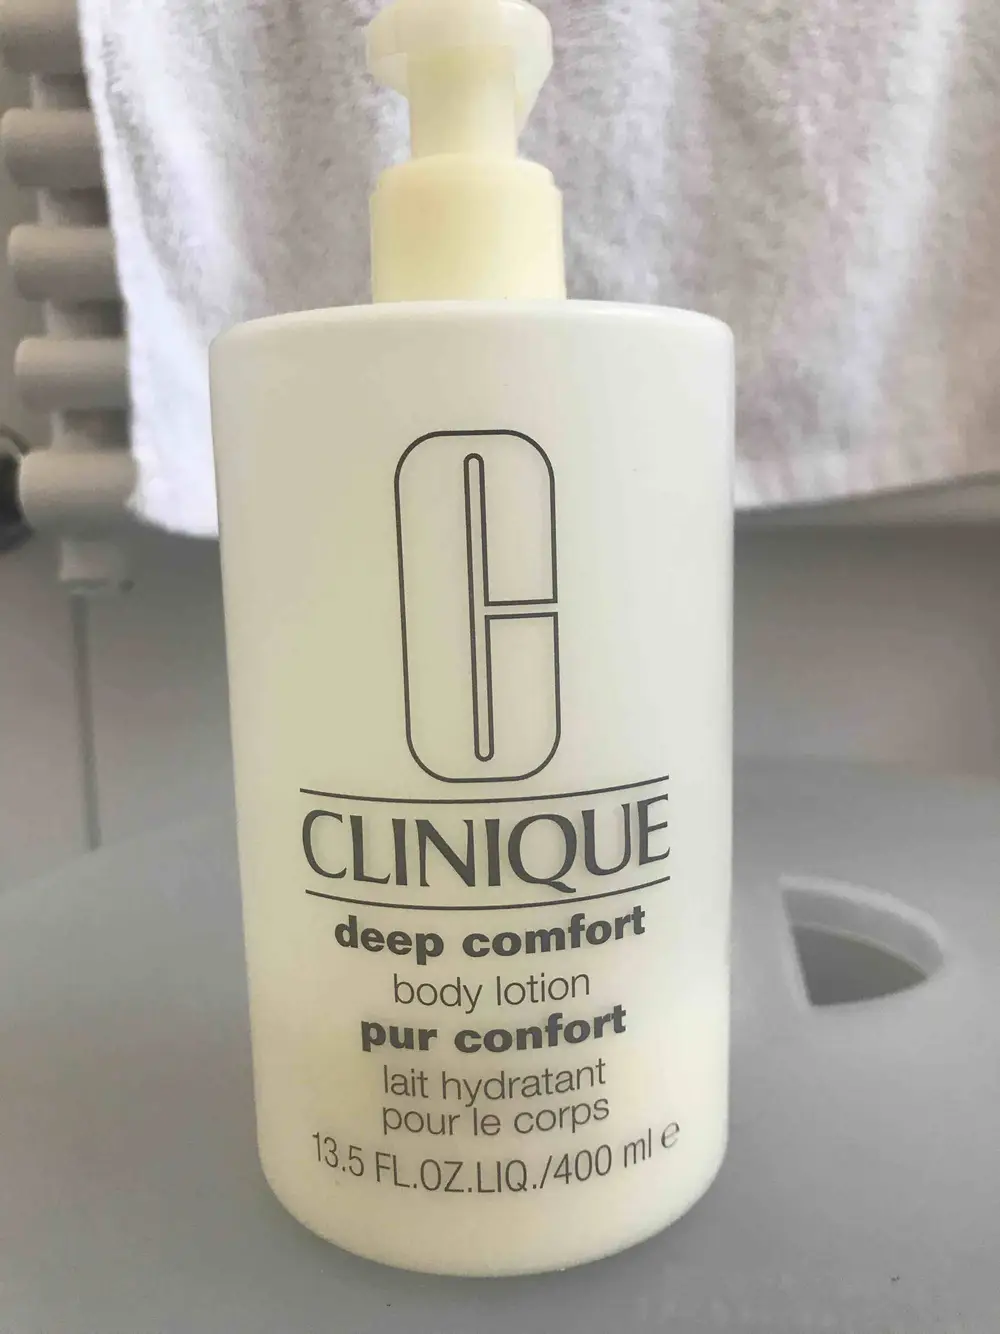 C
CLINIQUE
deep comfort
body lotion
pur confort
lait hydratant
pour le corps
13.5 FL.OZ.LIQ./400 ml e